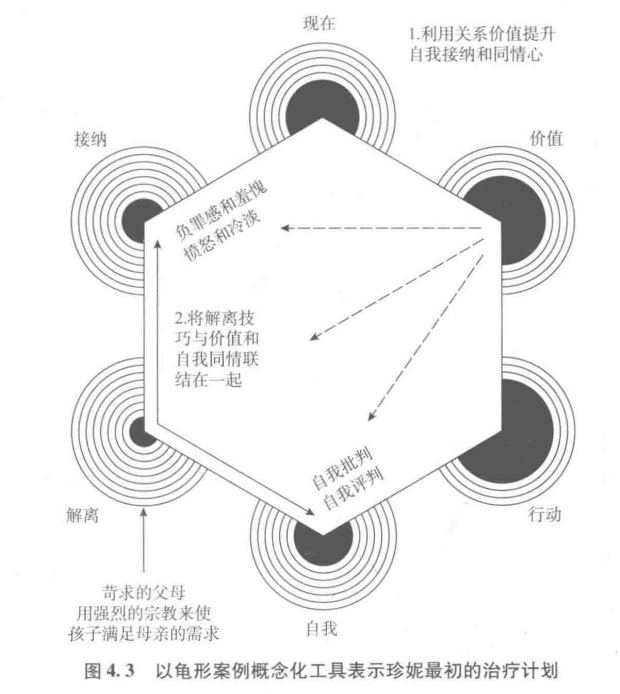 现在
1.利用关系价值提升
自我接纳和同情心
接纳
价值
负罪感和羞愧
愤怒和冷淡
2.将解离技
巧与价值和
自我同情联
结在一起
自我批判
自我评判
解离
行动
苛求的父母
用强烈的宗教来使
孩子满足母亲的需求
自我
图4.3 以龟形案例概念化工具表示珍妮最初的治疗计划